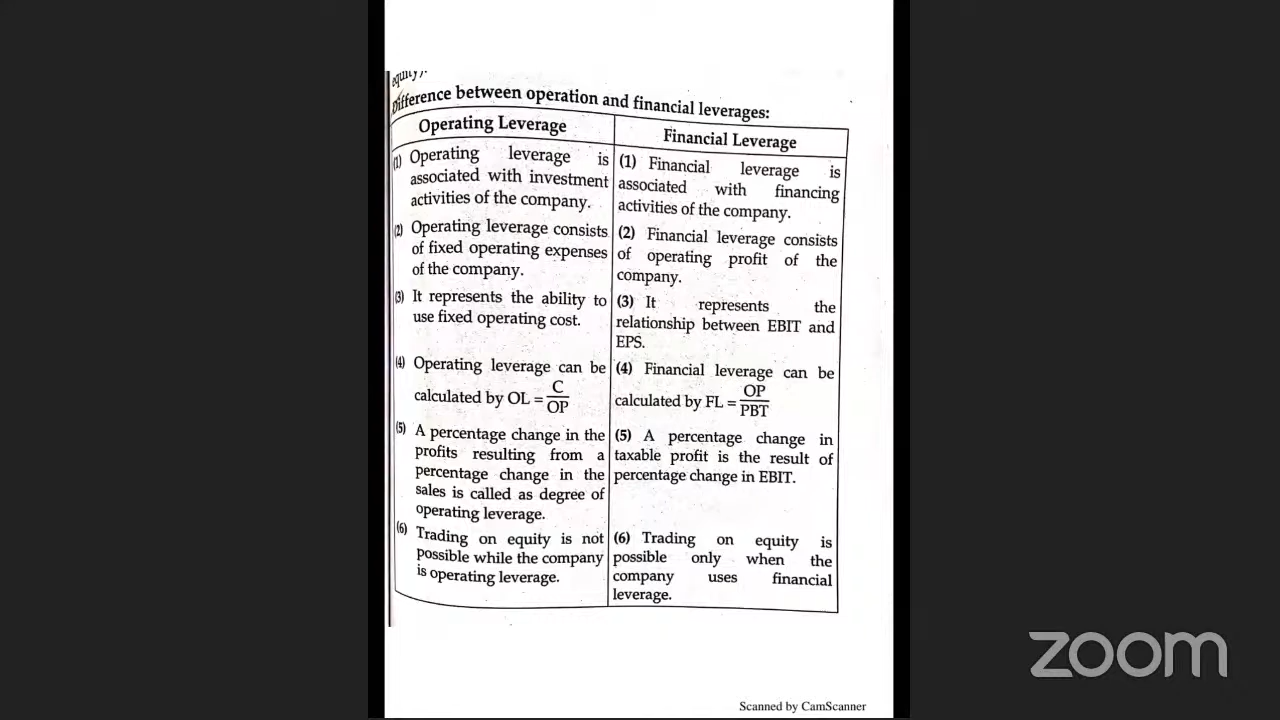 equity).
Difference between operation and financial leverages:
Operating Leverage
(1) Operating leverage is
associated with investment
activities of the company.
(2) Operating leverage consists
of fixed operating expenses
of the company.
(3) It represents the ability to
use fixed operating cost.
(4) Operating leverage can be
calculated by OL = C/OP
(5) A percentage change in the
profits resulting from a
percentage change in the
sales is called as degree of
operating leverage.
(6) Trading on equity is not
possible while the company
is operating leverage.
Financial Leverage
(1) Financial leverage is
associated with financing
activities of the company.
(2) Financial leverage consists
of operating profit of the
company.
(3) It represents the
relationship between EBIT and
EPS.
(4) Financial leverage can be
calculated by FL = OP/PBT
(5) A percentage change in
taxable profit is the result of
percentage change in EBIT.
(6) Trading on equity is
possible only when the
company uses financial
leverage.
zoom
Scanned by CamScanner